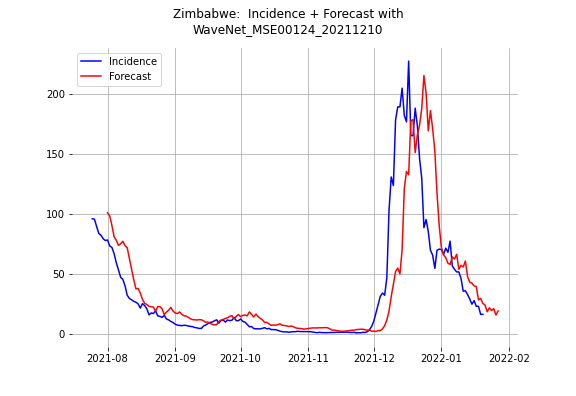 Zimbabwe:  Incidence + Forecast with
WaveNet_MSE00124_20211210
Incidence
Forecast
200
150
100
50
0
2021-08 2021-09 2021-10 2021-11 2021-12 2022-01 2022-02